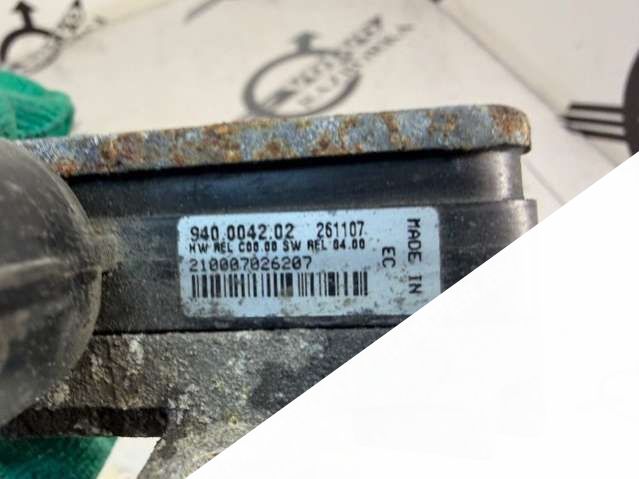 940.0042.02 261107
HW REL C00.00 SW REL 04.00
210007026207
MADE IN
EC